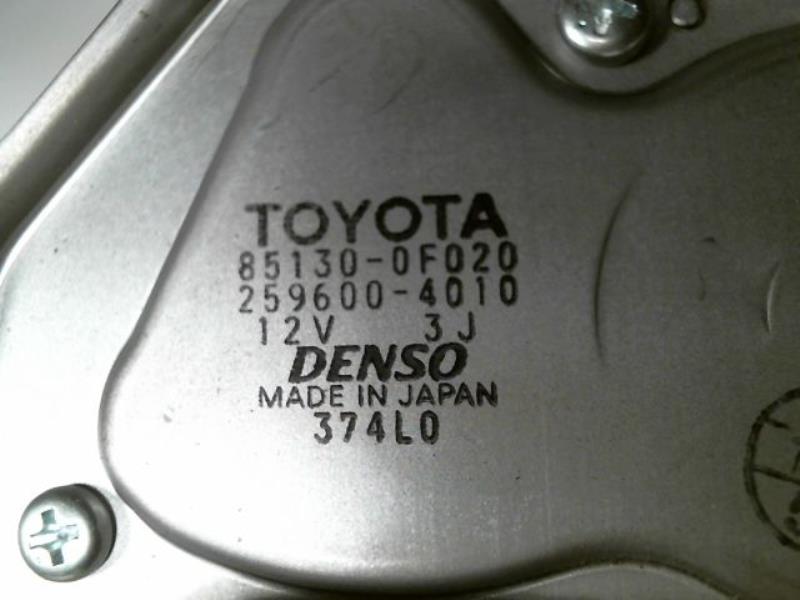 TOYOTA
85130-0F020
259600-4010
12V 3J
DENSO
MADE IN JAPAN
374L0